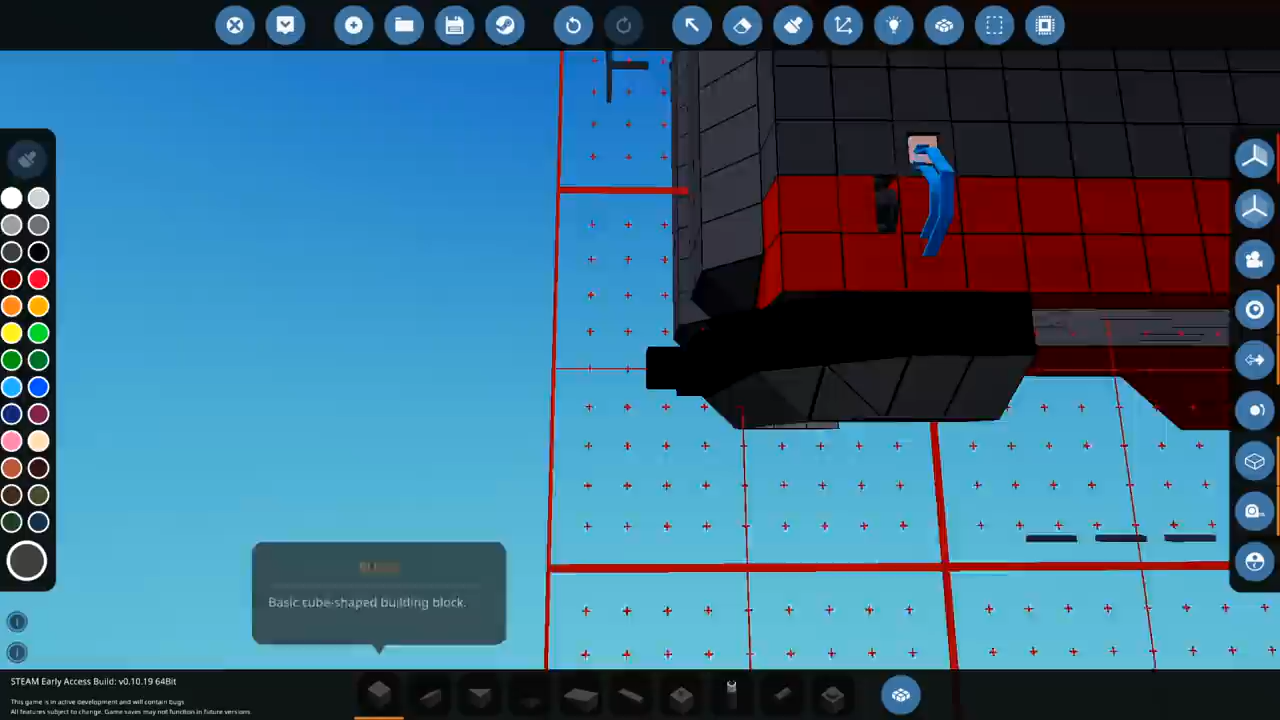 Basic cube-shaped building block.
STEAM Early Access Build: v0.10.19 64Bit
This game is in active development and will contain bugs
All features subject to change. Game saves may not function in future versions.